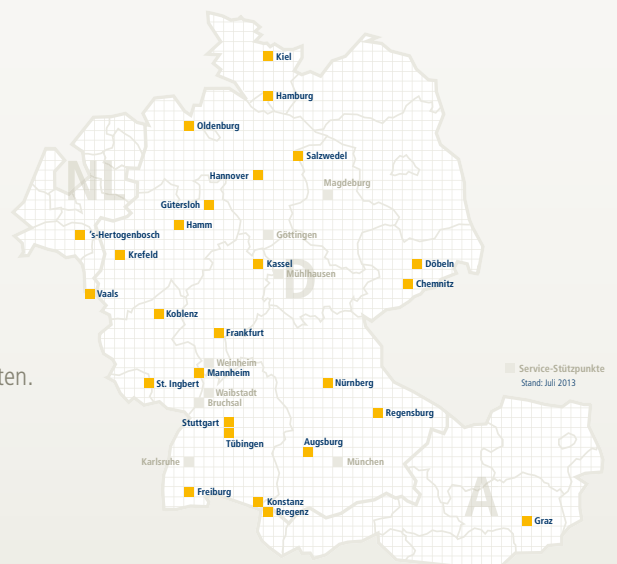 Kiel
Hamburg
Oldenburg
Salzwedel
Hannover
NL
Magdeburg
Gütersloh
Hamm
's-Hertogenbosch
Göttingen
Krefeld
Kassel
Döbeln
D
Mühlhausen
Chemnitz
Vaals
Koblenz
Frankfurt
Weinheim
Service-Stützpunkte
Mannheim
ten.
St. Ingbert
Nürnberg
Stand: Juli 2013
Waibstadt
Bruchsal
Regensburg
Stuttgart
Tübingen
Augsburg
Karlsruhe
München
Freiburg
A
Konstanz
Bregenz
Graz